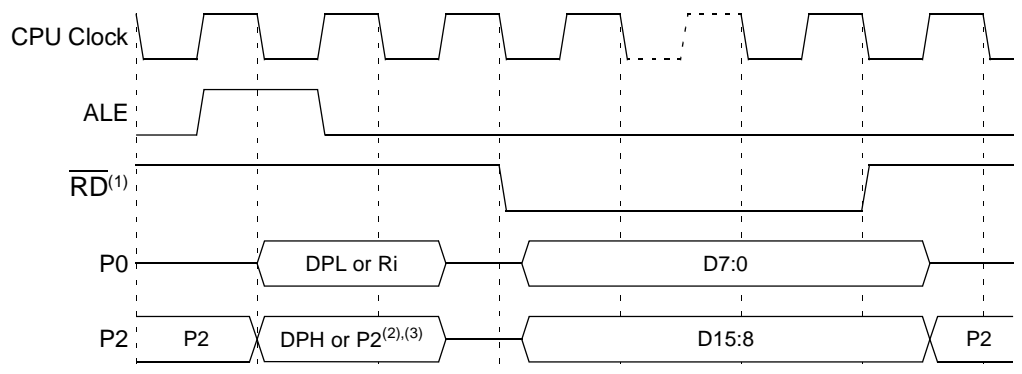 CPU Clock
ALE
RD(1)
P0 DPL or Ri D7:0
P2 P2 DPH or P2(2),(3) D15:8 P2